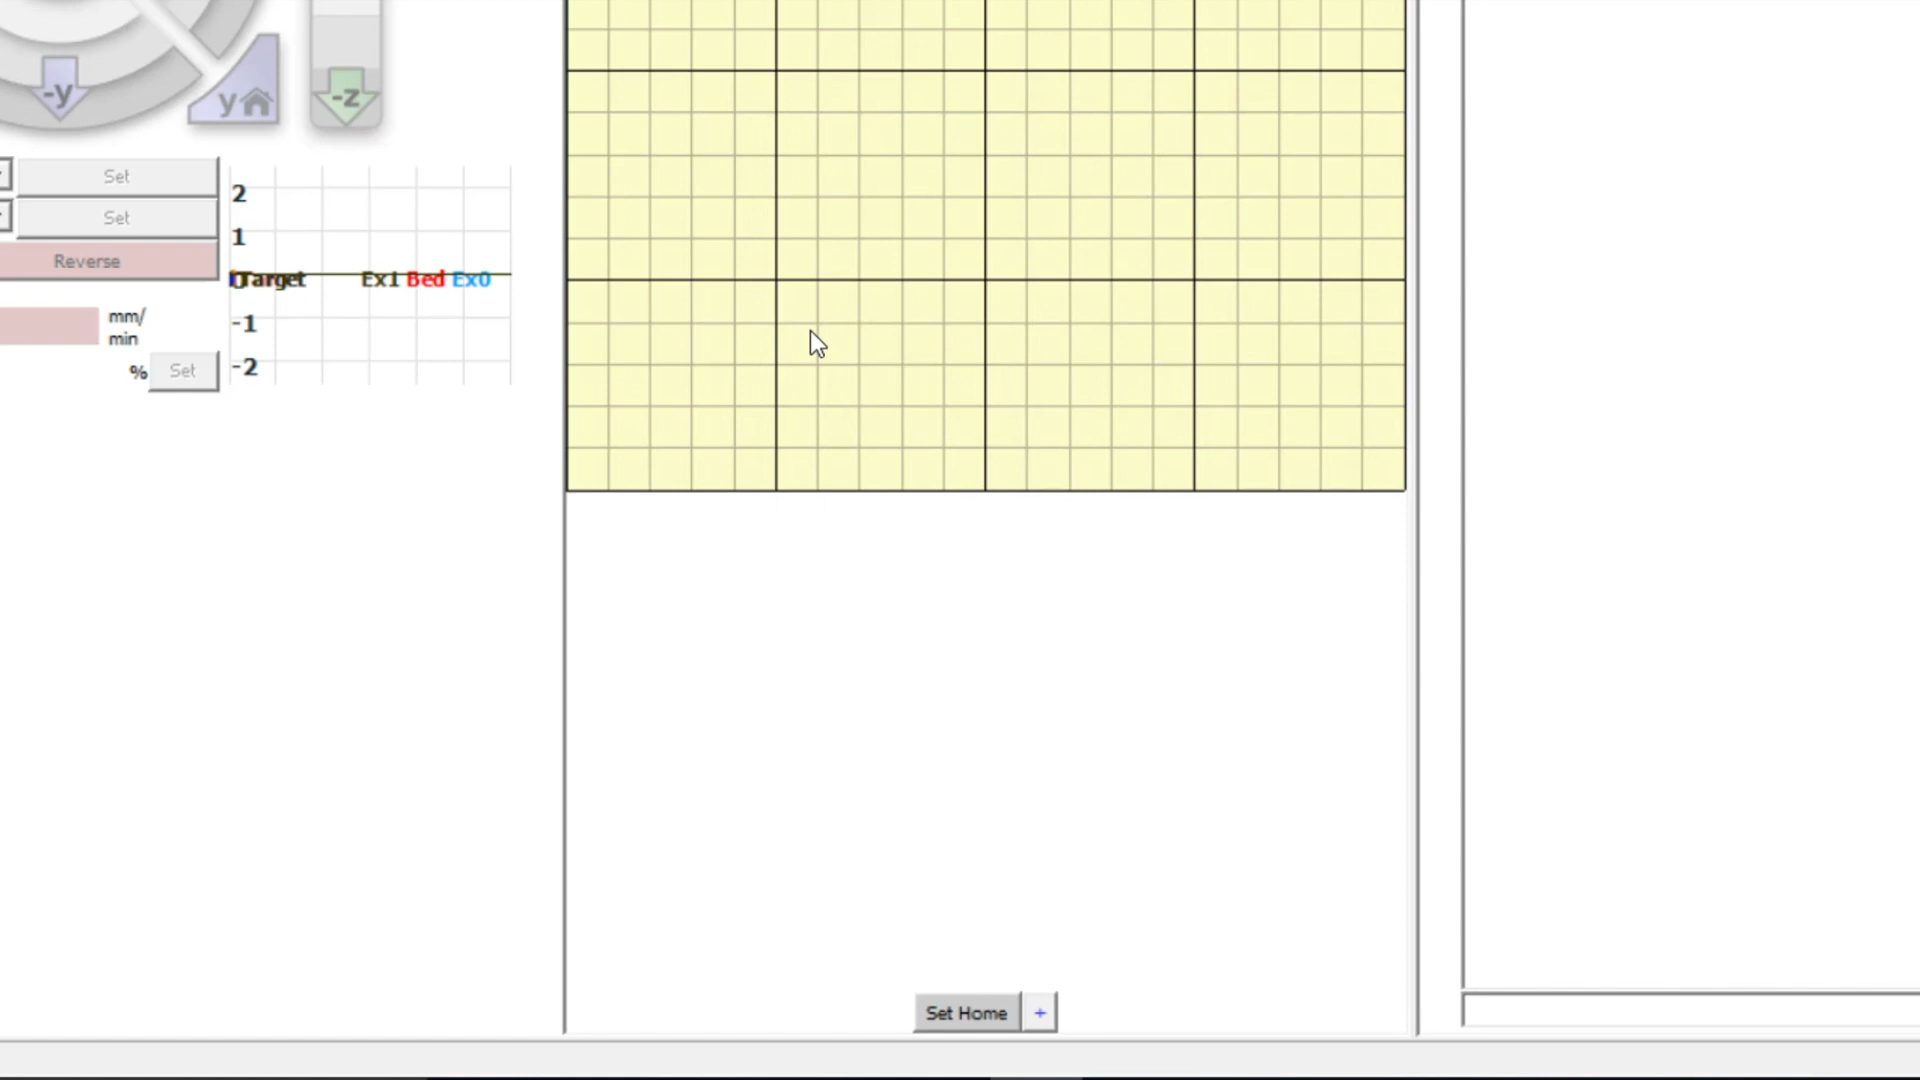 -y
y
-z
Set
Set
Reverse
mm/
min
%
Set
2
1
Target Ex1 Bed Ex0
-1
-2
Set Home +